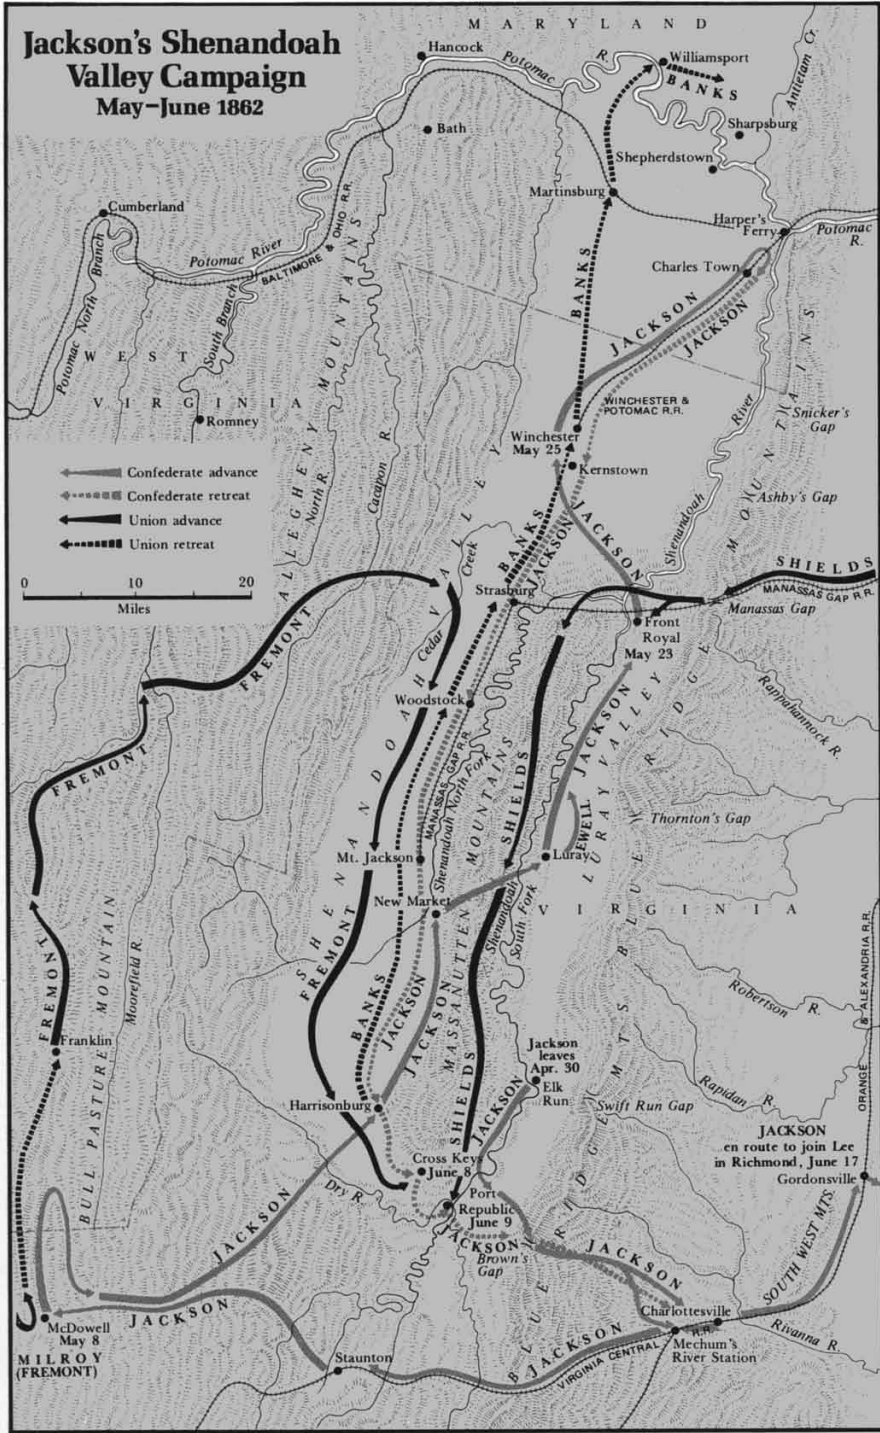 Jackson's Shenandoah
Valley Campaign
May–June 1862
MARYLAND
Hancock
Potomac
R.
Williamsport
BANKS
Antietam Cr.
Bath
Sharpsburg
Shepherdstown
Martinsburg
Cumberland
Harper's
Ferry
Potomac
R.
Potomac River
BALTIMORE & OHIO R.R.
Charles Town
Potomac North Branch
South Branch
BANKS
JACKSON
JACKSON
WEST
VIRGINIA
Romney
WINCHESTER &
POTOMAC R.R.
River
Snicker's
Gap
Winchester
May 25
Kernstown
Confederate advance
Confederate retreat
Union advance
Union retreat
0
10
20
Miles
ALLEGHENY MOUNTAINS
North R.
Cacapon R.
Ashby's Gap
Shenandoah
JACKSON
BANKS
JACKSON
Creek
Cedar
Strasburg
SHIELDS
MANASSAS GAP R.R.
Manassas Gap
Front
Royal
May 23
FREMONT
Woodstock
SHENANDOAH VALLEY
MANASSAS GAP R.R.
Shenandoah North Fork
JACKSON
LURAY VALLEY
Rappahannock R.
FREMONT
SHIELDS
EWELL
Thornton's Gap
Mt. Jackson
Luray
New Market
Shenandoah
South Fork
VIRGINIA
MASSANUTTEN MOUNTAINS
BLUE RIDGE MOUNTAINS
FREMONT
BULL PASTURE MOUNTAIN
Moorefield R.
FREMONT
BANKS
JACKSON
JACKSON
Robertson R.
ORANGE & ALEXANDRIA R.R.
Franklin
Jackson
leaves
Apr. 30
Elk
Run
Harrisonburg
SHIELDS
JACKSON
Swift Run Gap
Rapidan R.
JACKSON
en route to join Lee
in Richmond, June 17
Gordonsville
Cross Keys
June 8
Dry R.
Port
Republic
June 9
JACKSON
JACKSON
Brown's
Gap
BLUE RIDGE MTS
JACKSON
SOUTH WEST MTS.
Charlottesville
McDowell
May 8
MILROY
(FREMONT)
JACKSON
Staunton
JACKSON
VIRGINIA CENTRAL R.R.
Mechum's
River Station
Rivanna R.